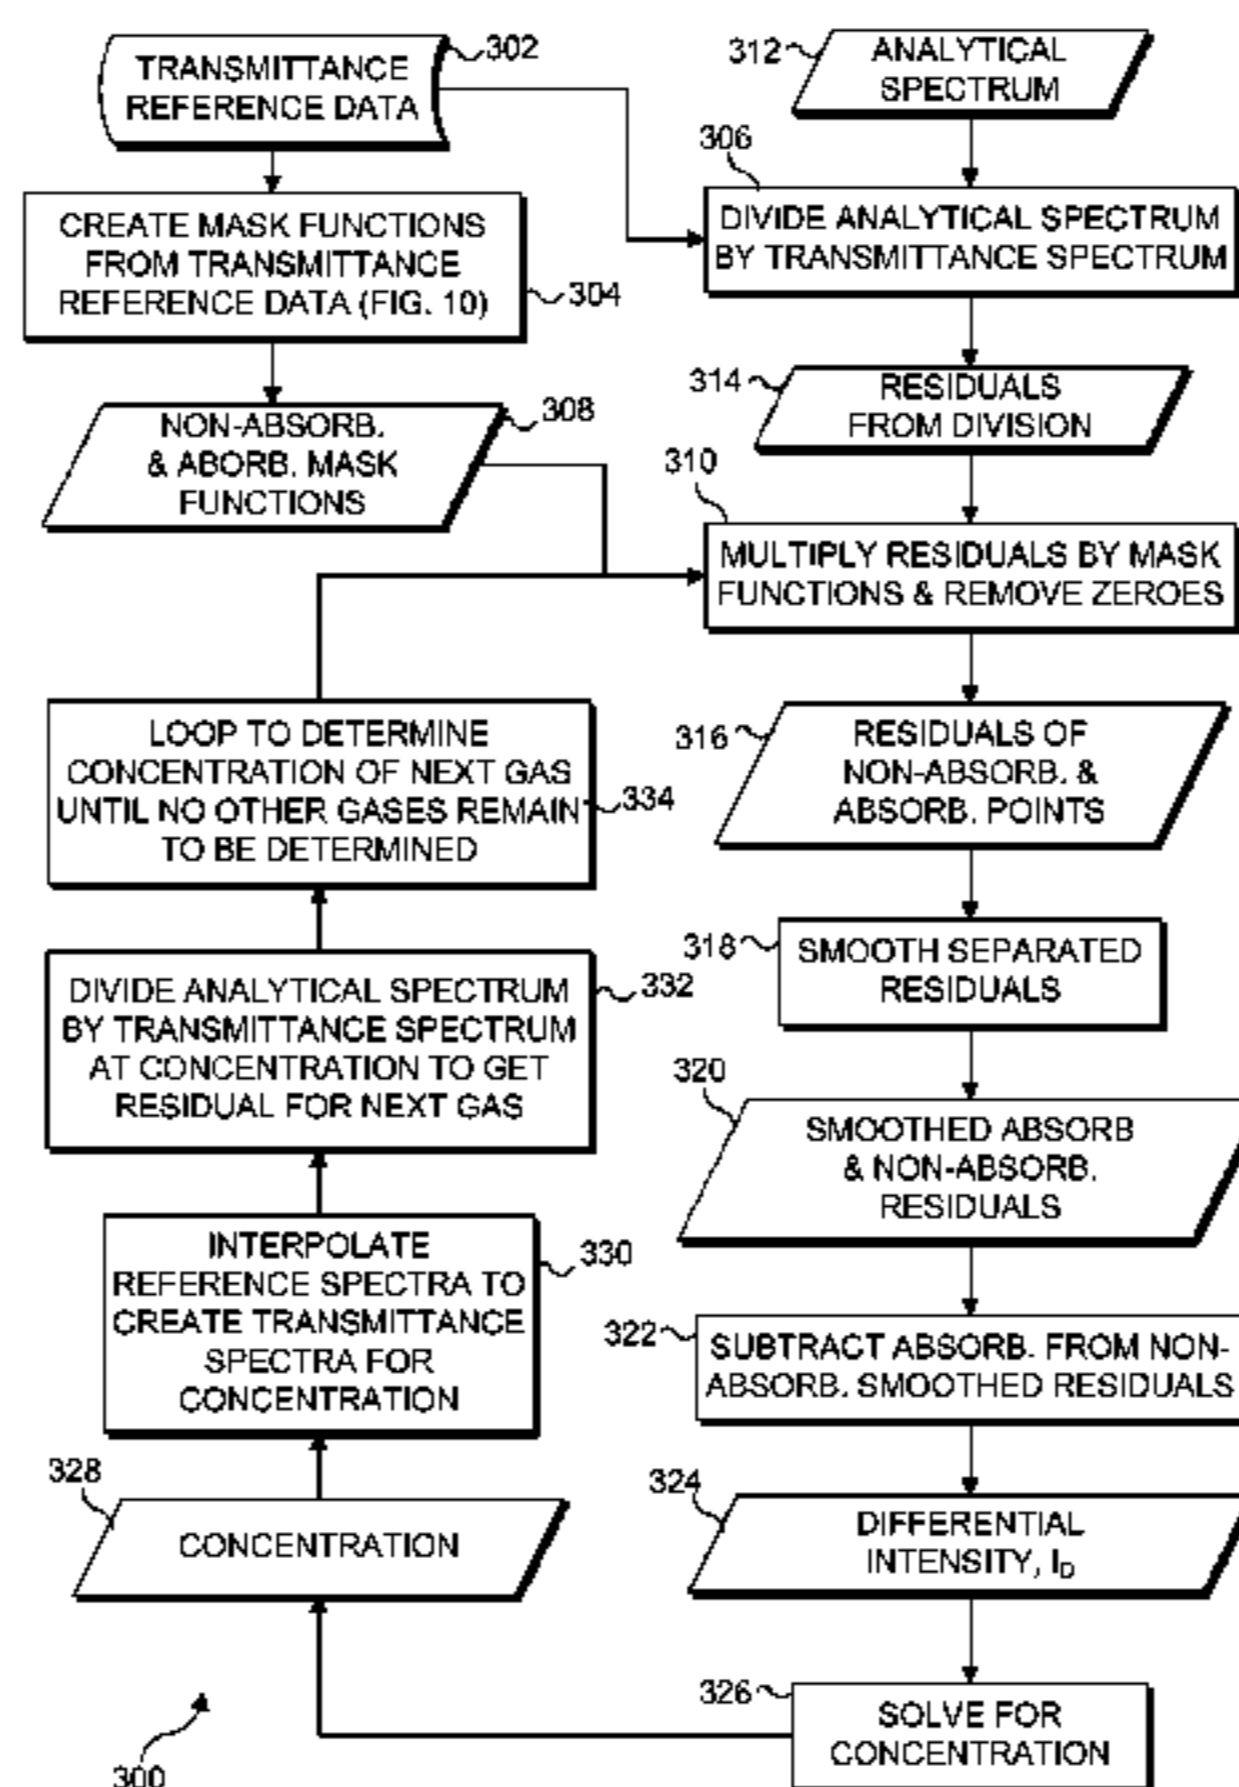 302
TRANSMITTANCE
REFERENCE DATA
312
ANALYTICAL
SPECTRUM
306
DIVIDE ANALYTICAL SPECTRUM
BY TRANSMITTANCE SPECTRUM
CREATE MASK FUNCTIONS
FROM TRANSMITTANCE
REFERENCE DATA (FIG. 10)
304
314
RESIDUALS
FROM DIVISION
308
NON-ABSORB.
& ABORB. MASK
FUNCTIONS
310
MULTIPLY RESIDUALS BY MASK
FUNCTIONS & REMOVE ZEROES
316
RESIDUALS OF
NON-ABSORB. &
ABSORB. POINTS
LOOP TO DETERMINE
CONCENTRATION OF NEXT GAS
UNTIL NO OTHER GASES REMAIN
TO BE DETERMINED
334
318
SMOOTH SEPARATED
RESIDUALS
DIVIDE ANALYTICAL SPECTRUM
BY TRANSMITTANCE SPECTRUM
AT CONCENTRATION TO GET
RESIDUAL FOR NEXT GAS
332
320
SMOOTHED ABSORB
& NON-ABSORB.
RESIDUALS
INTERPOLATE
REFERENCE SPECTRA TO
CREATE TRANSMITTANCE
SPECTRA FOR
CONCENTRATION
330
322
SUBTRACT ABSORB. FROM NON-
ABSORB. SMOOTHED RESIDUALS
328
CONCENTRATION
324
DIFFERENTIAL
INTENSITY, I_D
326
SOLVE FOR
CONCENTRATION
300